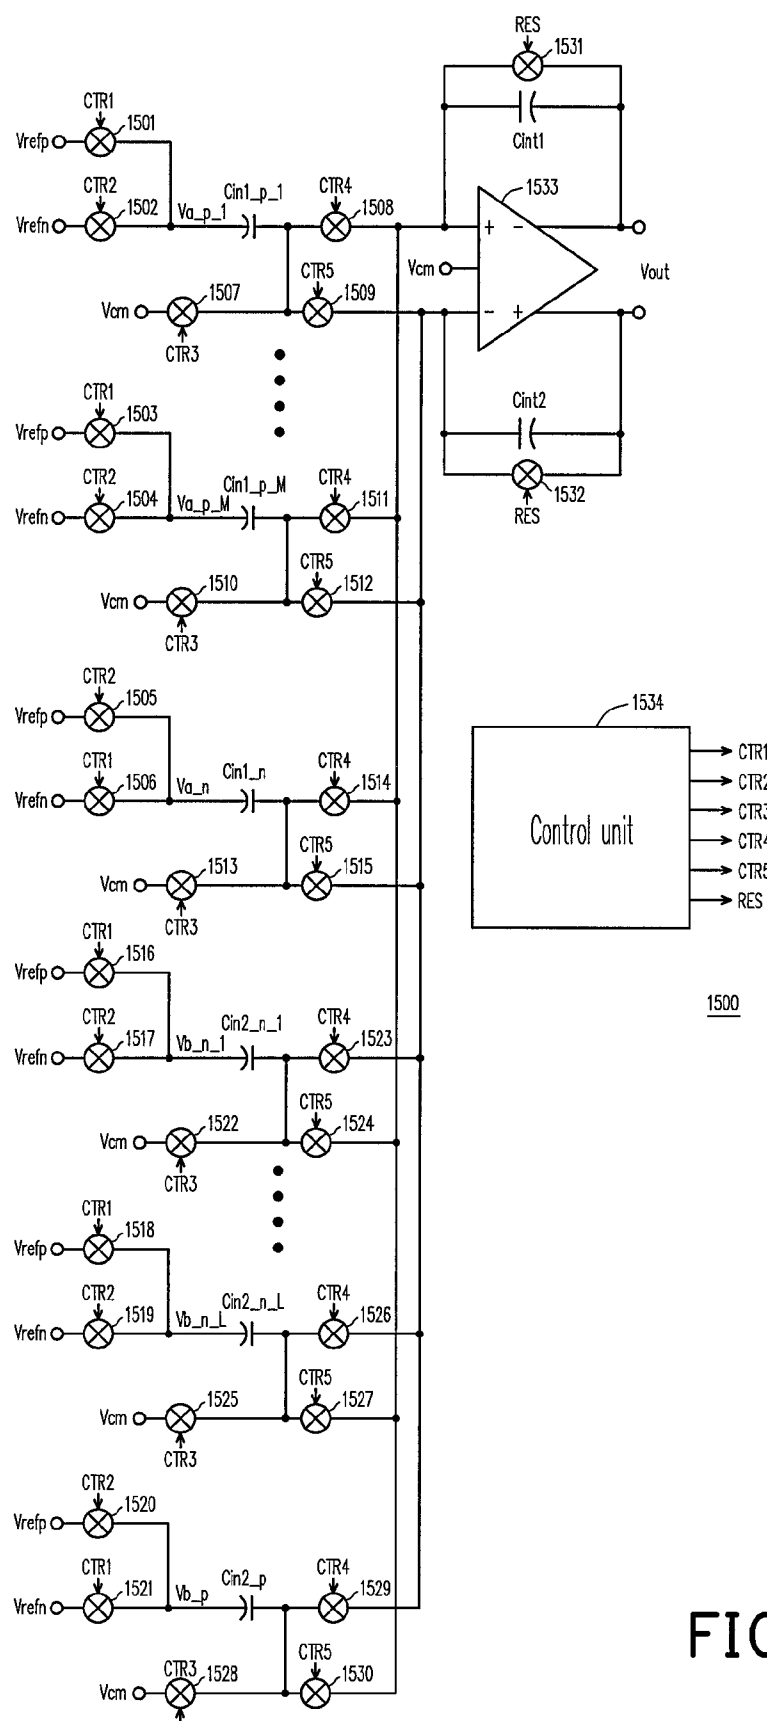 RES
1531
CTR1
1501
Cint1
Vrefp
CTR2
1502
Va_p_1
Cin1_p_1
CTR4
1508
1533
Vrefn
+ -
Vcm
Vout
1507
CTR5
1509
Vcm
- +
CTR3
CTR1
1503
Cint2
Vrefp
CTR2
1504
Va_p_M
Cin1_p_M
CTR4
1511
1532
RES
Vrefn
1510
CTR5
1512
Vcm
CTR3
CTR2
1505
Vrefp
1534
CTR1
1506
Va_n
Cin1_n
CTR4
1514
Vrefn
CTR1
CTR2
CTR3
CTR4
CTR5
RES
Control unit
1513
CTR5
1515
Vcm
CTR3
CTR1
1516
Vrefp
1500
CTR2
1517
Vb_n_1
Cin2_n_1
CTR4
1523
Vrefn
1522
CTR5
1524
Vcm
CTR3
CTR1
1518
Vrefp
CTR2
1519
Vb_n_L
Cin2_n_L
CTR4
1526
Vrefn
1525
CTR5
1527
Vcm
CTR3
CTR2
1520
Vrefp
CTR1
1521
Vb_p
Cin2_p
CTR4
1529
Vrefn
FIG
CTR3
1528
CTR5
1530
Vcm